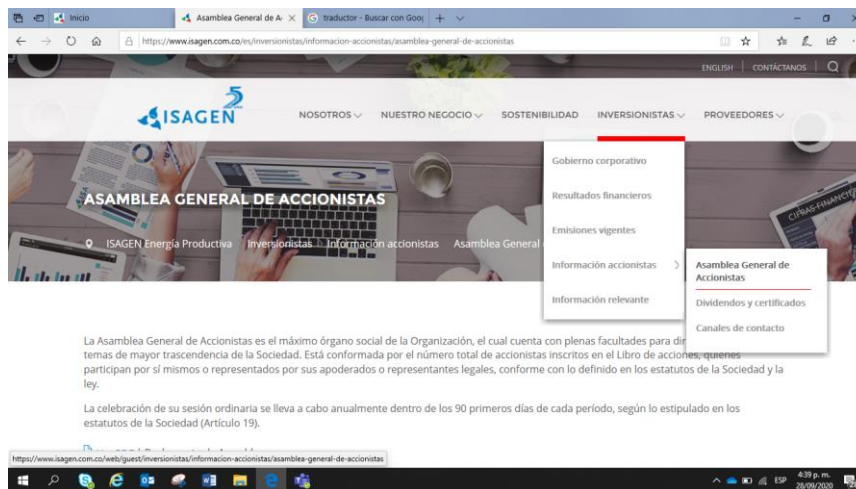 Inicio
Asamblea General de A
traductor - Buscar con Goog
https://www.isagen.com.co/es/inversionistas/informacion-accionistas/asamblea-general-de-accionistas
ENGLISH
CONTÁCTANOS
ISAGEN
NOSOTROS
NUESTRO NEGOCIO
SOSTENIBILIDAD
INVERSIONISTAS
PROVEEDORES
Gobierno corporativo
Resultados financieros
Emisiones vigentes
Información accionistas
Información relevante
Asamblea General de
Accionistas
Dividendos y certificados
Canales de contacto
ASAMBLEA GENERAL DE ACCIONISTAS
ISAGEN Energía Productiva Inversionistas Información accionistas Asamblea General
CIFRAS FINANCIE
La Asamblea General de Accionistas es el máximo órgano social de la Organización, el cual cuenta con plenas facultades para
temas de mayor trascendencia de la Sociedad. Está conformada por el número total de accionistas inscritos en el Libro de acciones, quienes
participan por sí mismos o representados por sus apoderados o representantes legales, conforme con lo definido en los estatutos de la Sociedad y la
ley.
La celebración de su sesión ordinaria se lleva a cabo anualmente dentro de los 90 primeros días de cada período, según lo estipulado en los
estatutos de la Sociedad (Artículo 19).
https://www.isagen.com.co/web/guest/inversionistas/informacion-accionistas/asamblea-general-de-accionistas
ESP
4:39 p. m.
28/09/2020